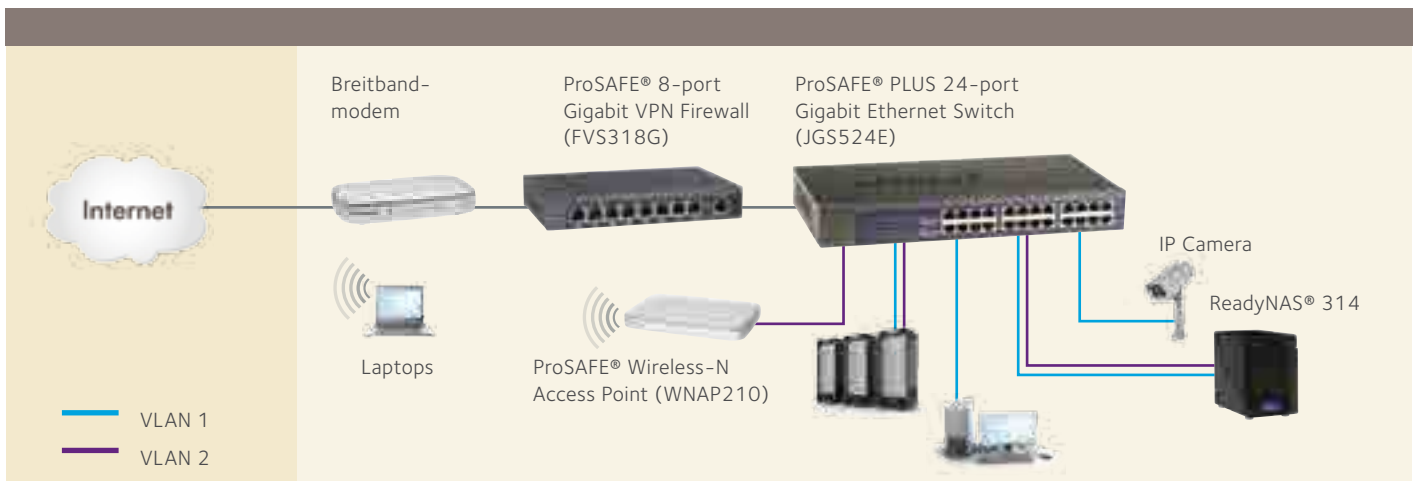 Breitband-
modem
ProSAFE® 8-port
Gigabit VPN Firewall
(FVS318G)
ProSAFE® PLUS 24-port
Gigabit Ethernet Switch
(JGS524E)
Internet
IP Camera
ReadyNAS® 314
Laptops
ProSAFE® Wireless-N
Access Point (WNAP210)
VLAN 1
VLAN 2